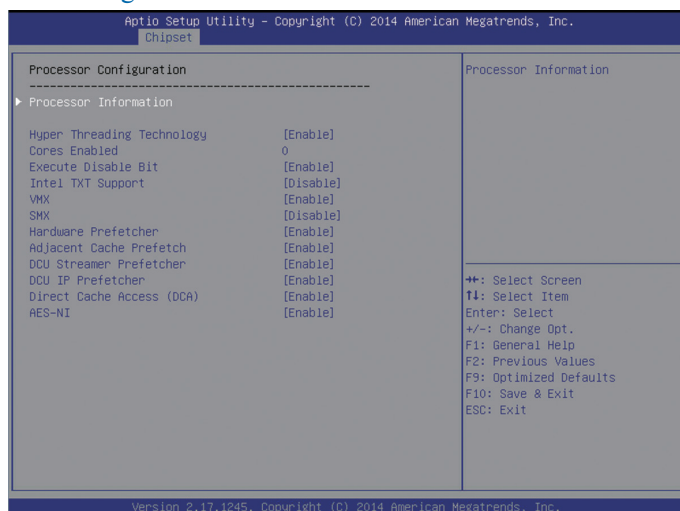 Aptio Setup Utility – Copyright (C) 2014 American Megatrends, Inc.
Chipset
Processor Configuration
--------------------------------------------------
Processor Information
Hyper Threading Technology [Enable]
Cores Enabled 0
Execute Disable Bit [Enable]
Intel TXT Support [Disable]
VMX [Enable]
SMX [Disable]
Hardware Prefetcher [Enable]
Adjacent Cache Prefetch [Enable]
DCU Streamer Prefetcher [Enable]
DCU IP Prefetcher [Enable]
Direct Cache Access (DCA) [Enable]
AES-NI [Enable]
Processor Information
→←: Select Screen
↑↓: Select Item
Enter: Select
+/-: Change Opt.
F1: General Help
F2: Previous Values
F9: Optimized Defaults
F10: Save & Exit
ESC: Exit
Version 2.17.1245. Copyright (C) 2014 American Megatrends, Inc.